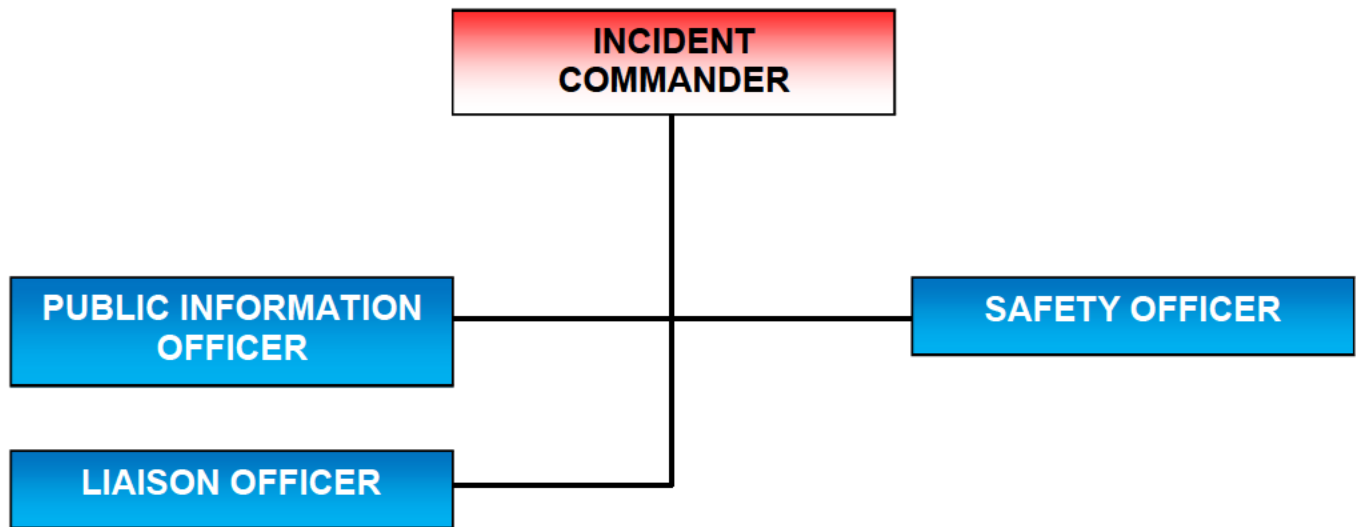 INCIDENT
COMMANDER
PUBLIC INFORMATION
OFFICER
SAFETY OFFICER
LIAISON OFFICER